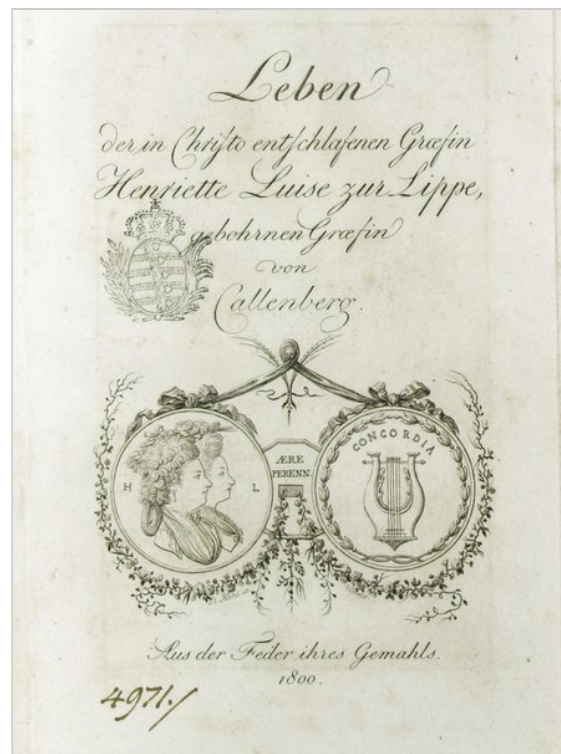 Leben
der in Chriſto entſchlafenen Græfin
Henriette Luise zur Lippe,
gebohrnen Græfin
von
Callenberg.
CONCORDIA
ÆRE
PERENN.
H L
Aus der Feder ihres Gemahls.
1800.
4971./